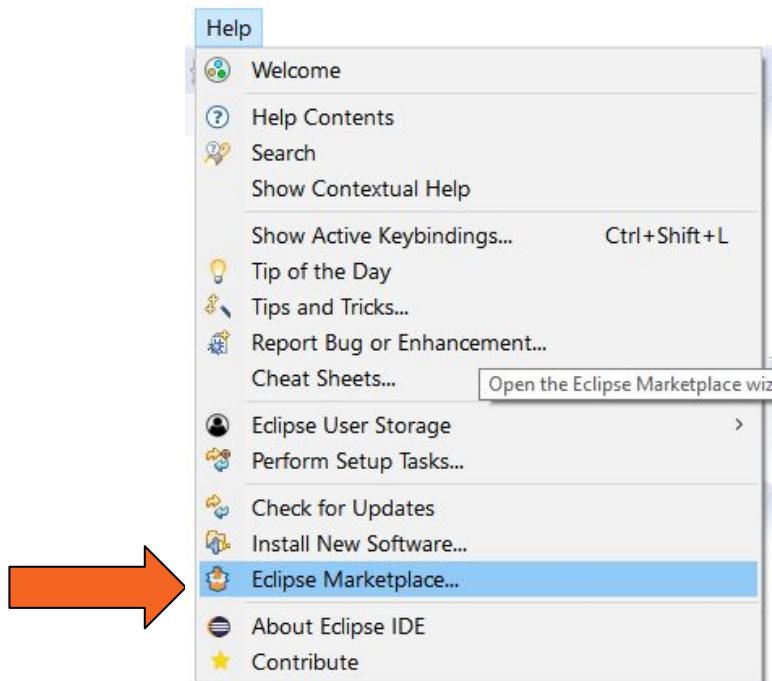 Help
Welcome
Help Contents
Search
Show Contextual Help
Show Active Keybindings... Ctrl+Shift+L
Tip of the Day
Tips and Tricks...
Report Bug or Enhancement...
Cheat Sheets...
Open the Eclipse Marketplace wiz
Eclipse User Storage
Perform Setup Tasks...
Check for Updates
Install New Software...
Eclipse Marketplace...
About Eclipse IDE
Contribute